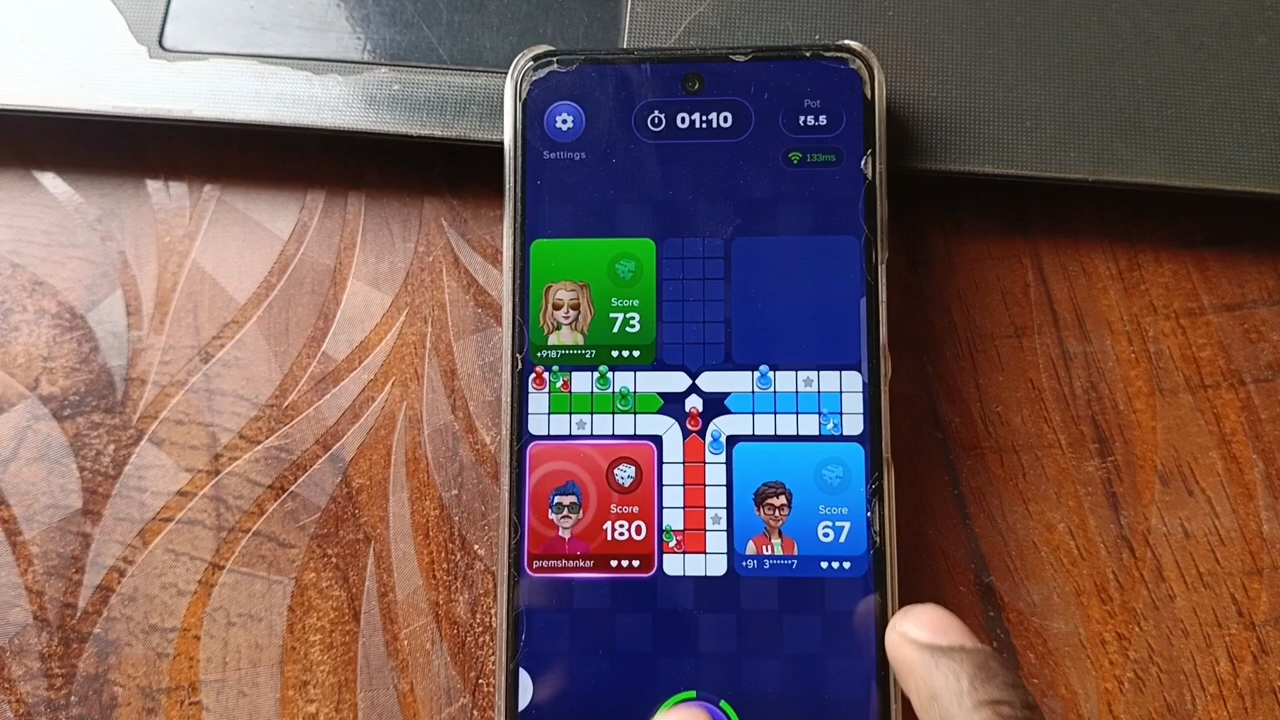 Pot
01:10
₹5.5
Settings
133ms
Score
73
+9187******27
Score
180
premshankar
Score
67
+91 3******7